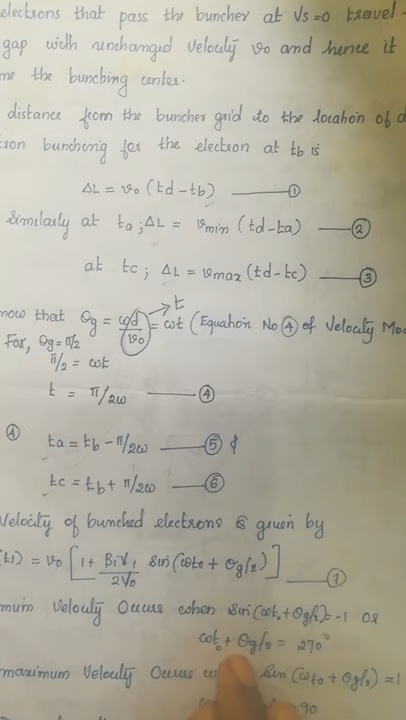 electrons that pass the buncher at Vs=0 travel
gap with unchanged velocity v0 and hence it
me the bunching center.
distance from the buncher grid to the location of d
tron bunching for the electron at tb is
ΔL = v0 (td-tb) ——①
Similarly at ta; ΔL = vmin (td-ta) ——②
at tc; ΔL = vmax (td-tc) ——③
now that θg = ωd/v0 = ωt (Equation No ④ of Velocity Mod
t
For, θg = π/2
π/2 = ωt
t = π/2ω ——④
④
ta = tb - π/2ω ——⑤ &
tc = tb + π/2ω ——⑥
Velocity of bunched electrons is given by
(t1) = v0 [1 + βiV1/2V0 sin(ωt0 + θg/2)] ——⑦
mum velocity Occurs when sin(ωt0+θg/2)=-1 or
ωt0 + θg/2 = 270°
maximum velocity Occurs sin(ωt0+θg/2)=1
90